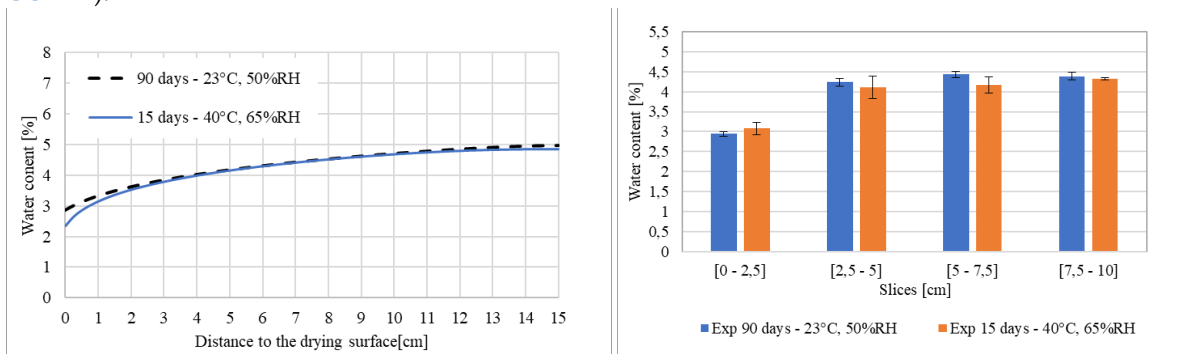 8
7
6
5
4
3
2
1
0
Water conent [%]
90 days - 23°C, 50%RH
15 days - 40°C, 65%RH
0 1 2 3 4 5 6 7 8 9 10 11 12 13 14 15
Distance to the drying surface[cm]
5,5
5
4,5
4
3,5
3
2,5
2
1,5
1
0,5
0
Water content [%]
[0 - 2,5] [2,5 - 5] [5 - 7,5] [7,5 - 10]
Slices [cm]
Exp 90 days - 23°C, 50%RH Exp 15 days - 40°C, 65%RH